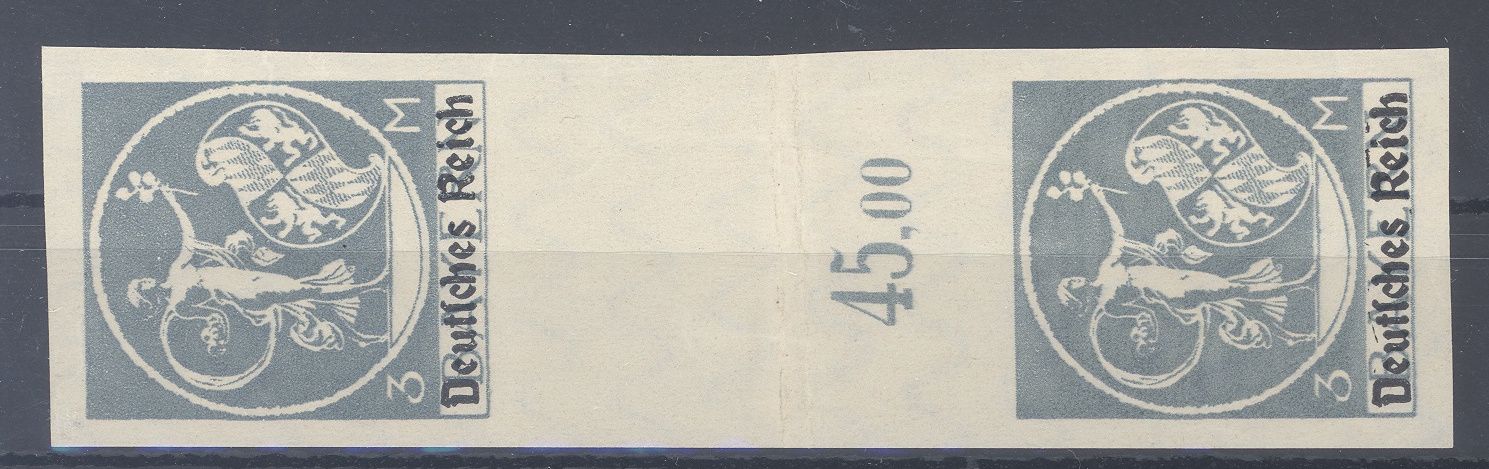 3 M
Deutsches Reich
45,00
3 M
Deutsches Reich